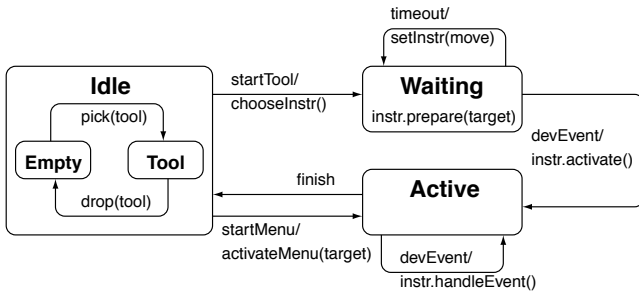 timeout/
setInstr(move)
Idle
startTool/
chooseInstr()
Waiting
instr.prepare(target)
pick(tool)
Empty
Tool
devEvent/
instr.activate()
drop(tool)
finish
Active
startMenu/
activateMenu(target)
devEvent/
instr.handleEvent()